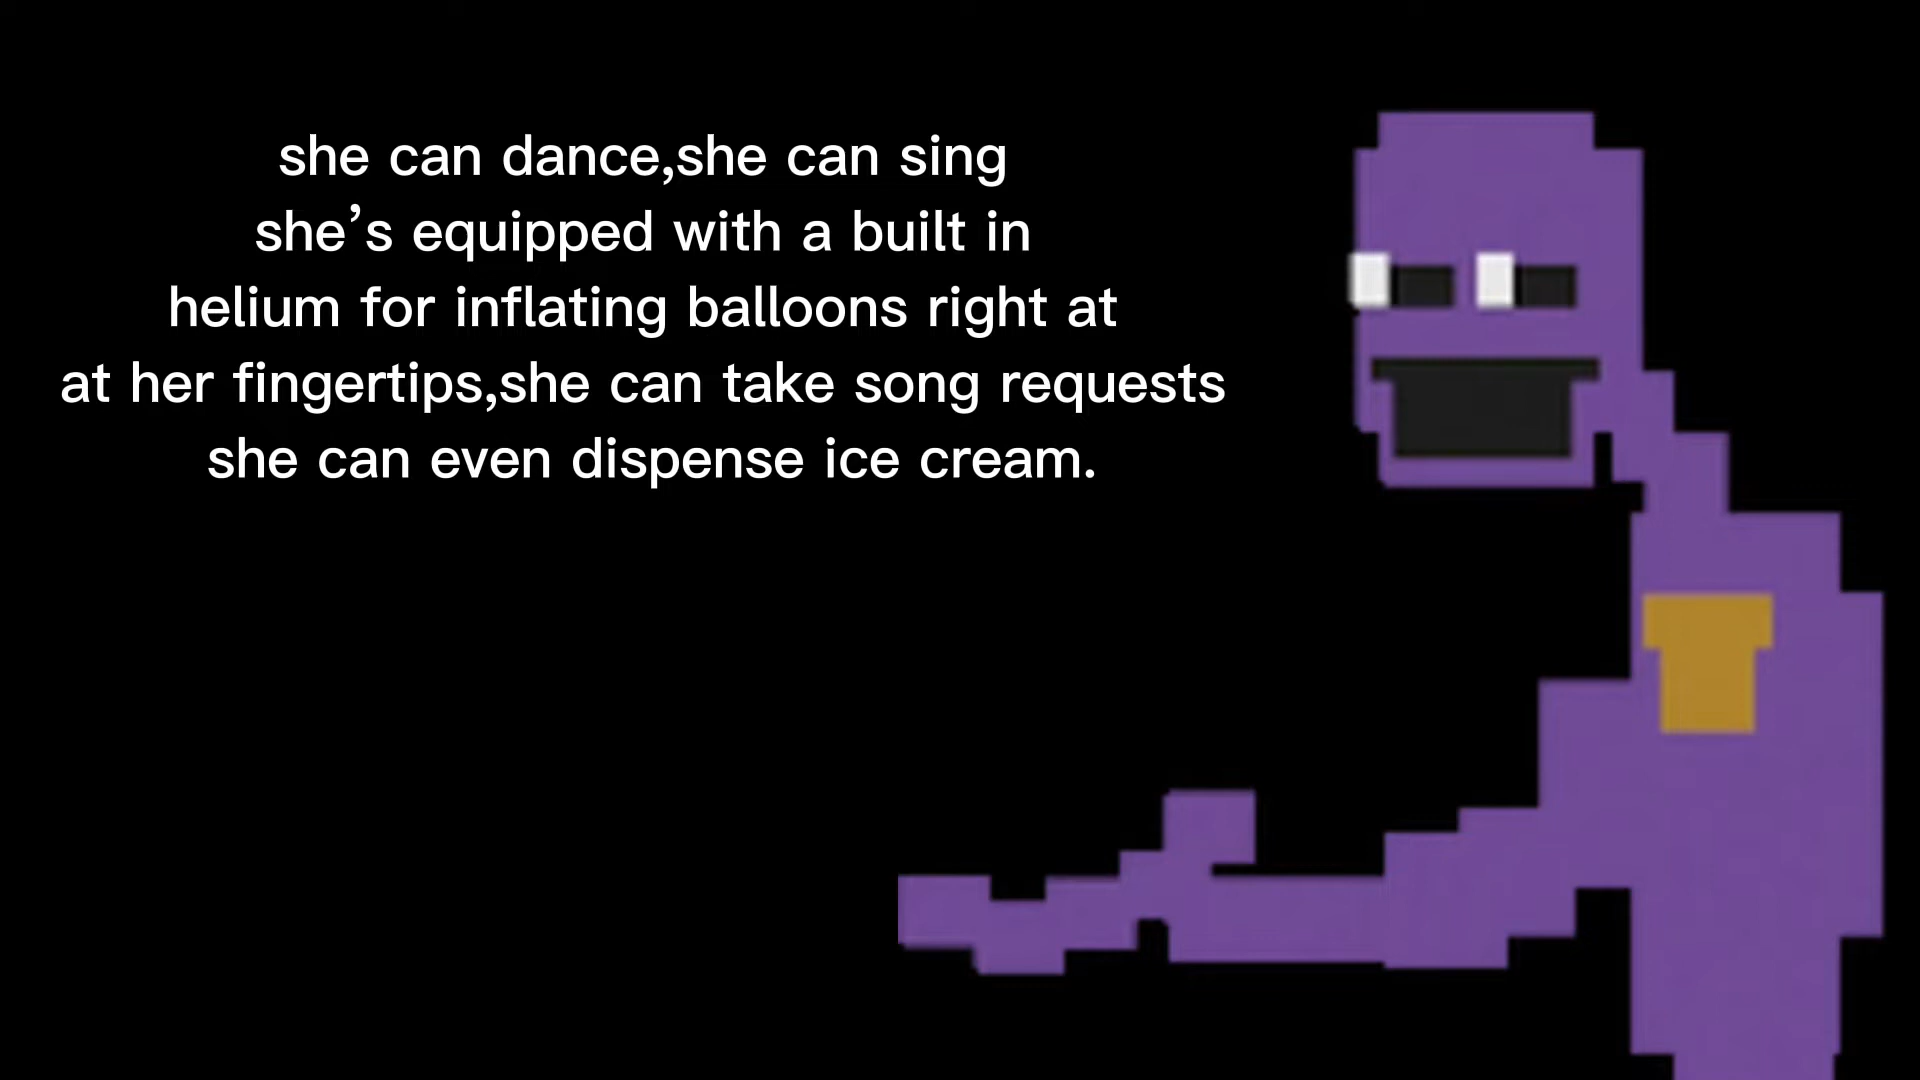 she can dance,she can sing
she’s equipped with a built in
helium for inflating balloons right at
at her fingertips,she can take song requests
she can even dispense ice cream.